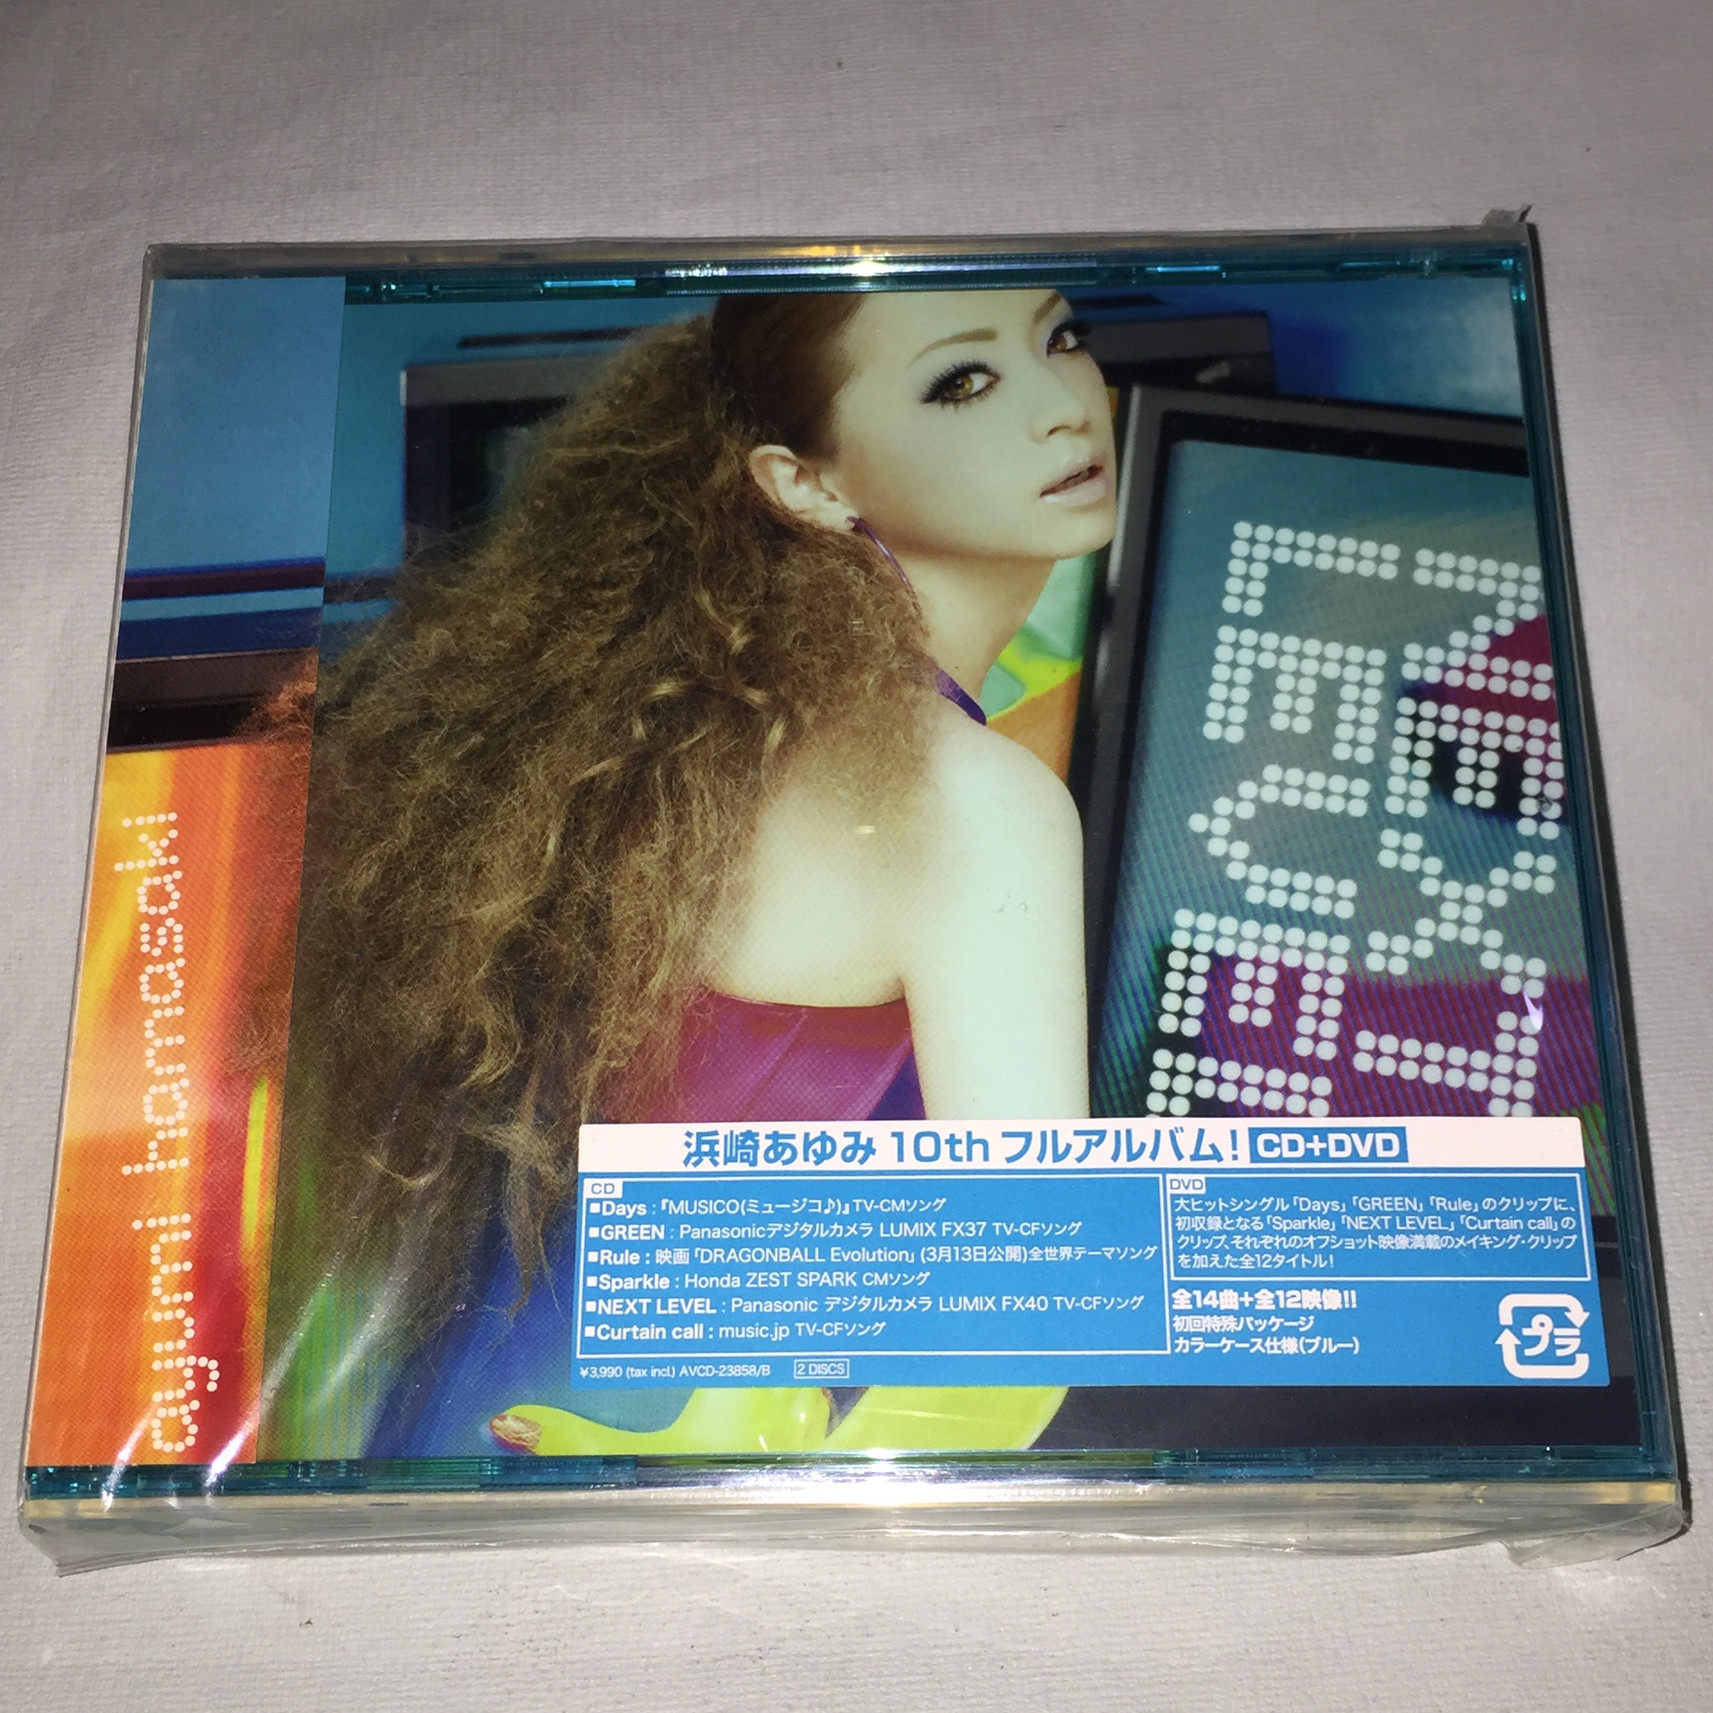 ayumi hamasaki
NEXT
LEVEL
浜崎あゆみ 10th フルアルバム! CD+DVD
CD
■Days:『MUSICO(ミュージコ♪)』TV-CMソング
■GREEN:Panasonicデジタルカメラ LUMIX FX37 TV-CFソング
■Rule:映画「DRAGONBALL Evolution」(3月13日公開)全世界テーマソング
■Sparkle:Honda ZEST SPARK CMソング
■NEXT LEVEL:Panasonic デジタルカメラ LUMIX FX40 TV-CFソング
■Curtain call:music.jp TV-CFソング
¥3,990 (tax incl.) AVCD-23858/B 2 DISCS
DVD
大ヒットシングル「Days」「GREEN」「Rule」のクリップに、
初収録となる「Sparkle」「NEXT LEVEL」「Curtain call」の
クリップ、それぞれのオフショット映像満載のメイキング・クリップ
を加えた全12タイトル!
全14曲+全12映像!!
初回特殊パッケージ
カラーケース仕様(ブルー)
プラ